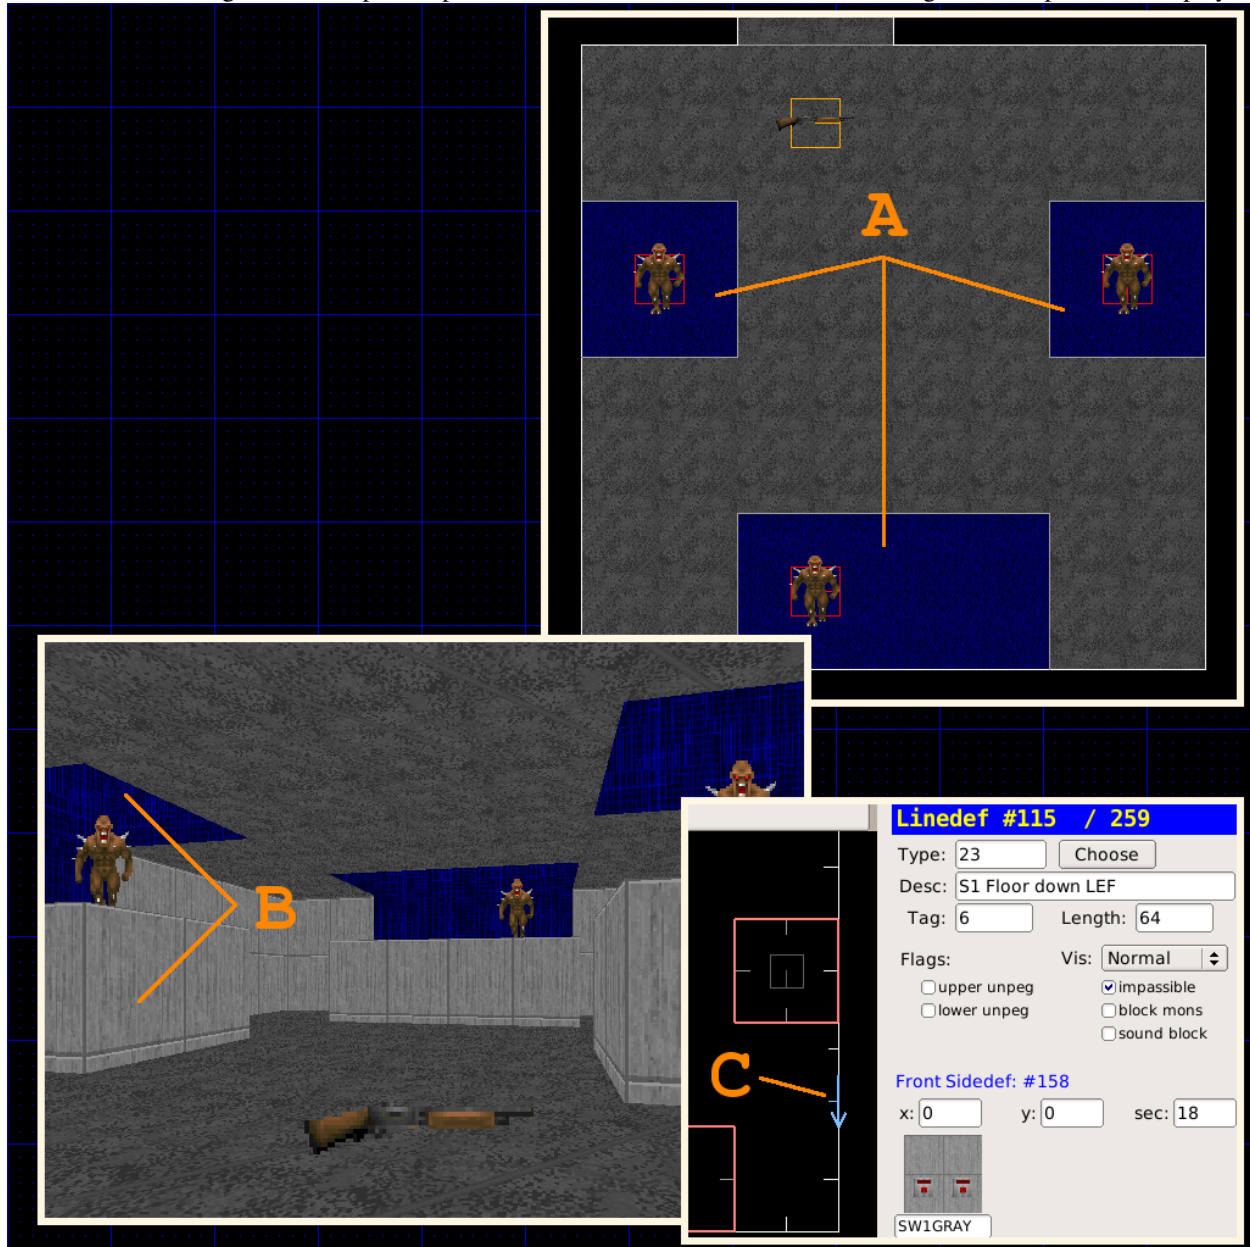 A
B
C
Linedef #115 / 259
Type: 23 Choose
Desc: S1 Floor down LEF
Tag: 6 Length: 64
Flags: Vis: Normal
upper unpeg impassible
lower unpeg block mons
sound block
Front Sidedef: #158
x: 0 y: 0 sec: 18
SW1GRAY